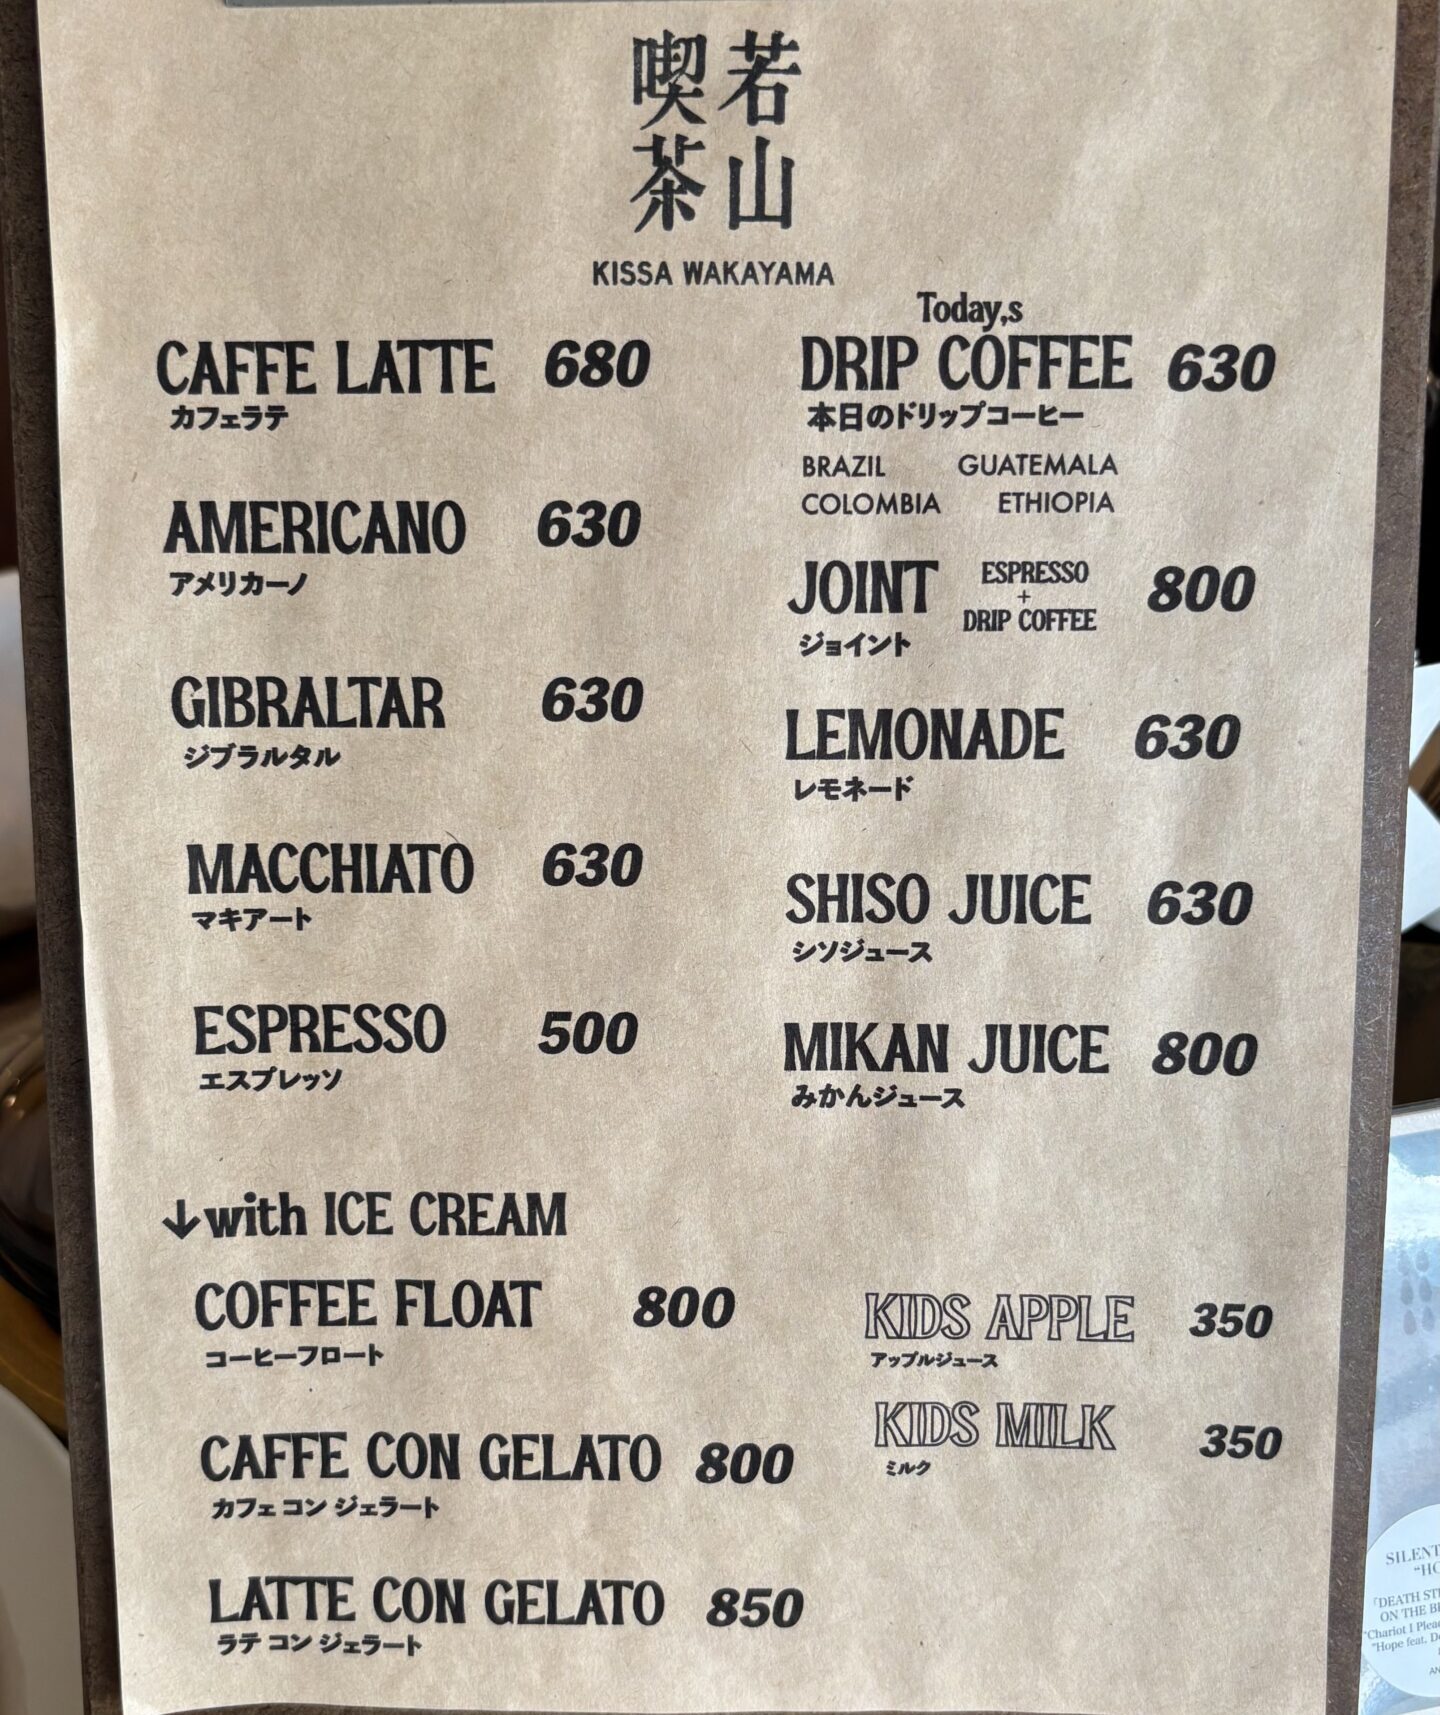 若山
喫茶
KISSA WAKAYAMA
CAFFE LATTE 680
カフェラテ
AMERICANO 630
アメリカーノ
GIBRALTAR 630
ジブラルタル
MACCHIATO 630
マキアート
ESPRESSO 500
エスプレッソ
↓with ICE CREAM
COFFEE FLOAT 800
コーヒーフロート
CAFFE CON GELATO 800
カフェ コン ジェラート
LATTE CON GELATO 850
ラテ コン ジェラート
Today,s
DRIP COFFEE 630
本日のドリップコーヒー
BRAZIL GUATEMALA
COLOMBIA ETHIOPIA
JOINT ESPRESSO + DRIP COFFEE 800
ジョイント
LEMONADE 630
レモネード
SHISO JUICE 630
シソジュース
MIKAN JUICE 800
みかんジュース
KIDS APPLE 350
アップルジュース
KIDS MILK 350
ミルク
SILENT
"HO
「DEATH ST
ON THE B
"Chariot I Plea
"Hope feat. D